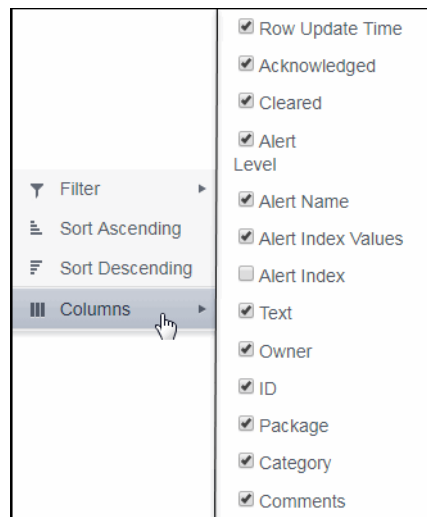 Filter
Sort Ascending
Sort Descending
Columns
Row Update Time
Acknowledged
Cleared
Alert
Level
Alert Name
Alert Index Values
Alert Index
Text
Owner
ID
Package
Category
Comments